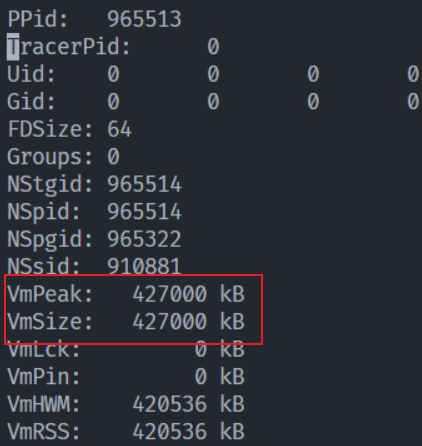 PPid: 965513
TracerPid: 0
Uid: 0 0 0 0
Gid: 0 0 0 0
FDSize: 64
Groups: 0
NStgid: 965514
NSpid: 965514
NSpgid: 965322
NSsid: 910881
VmPeak: 427000 kB
VmSize: 427000 kB
VmLck: 0 kB
VmPin: 0 kB
VmHWM: 420536 kB
VmRSS: 420536 kB